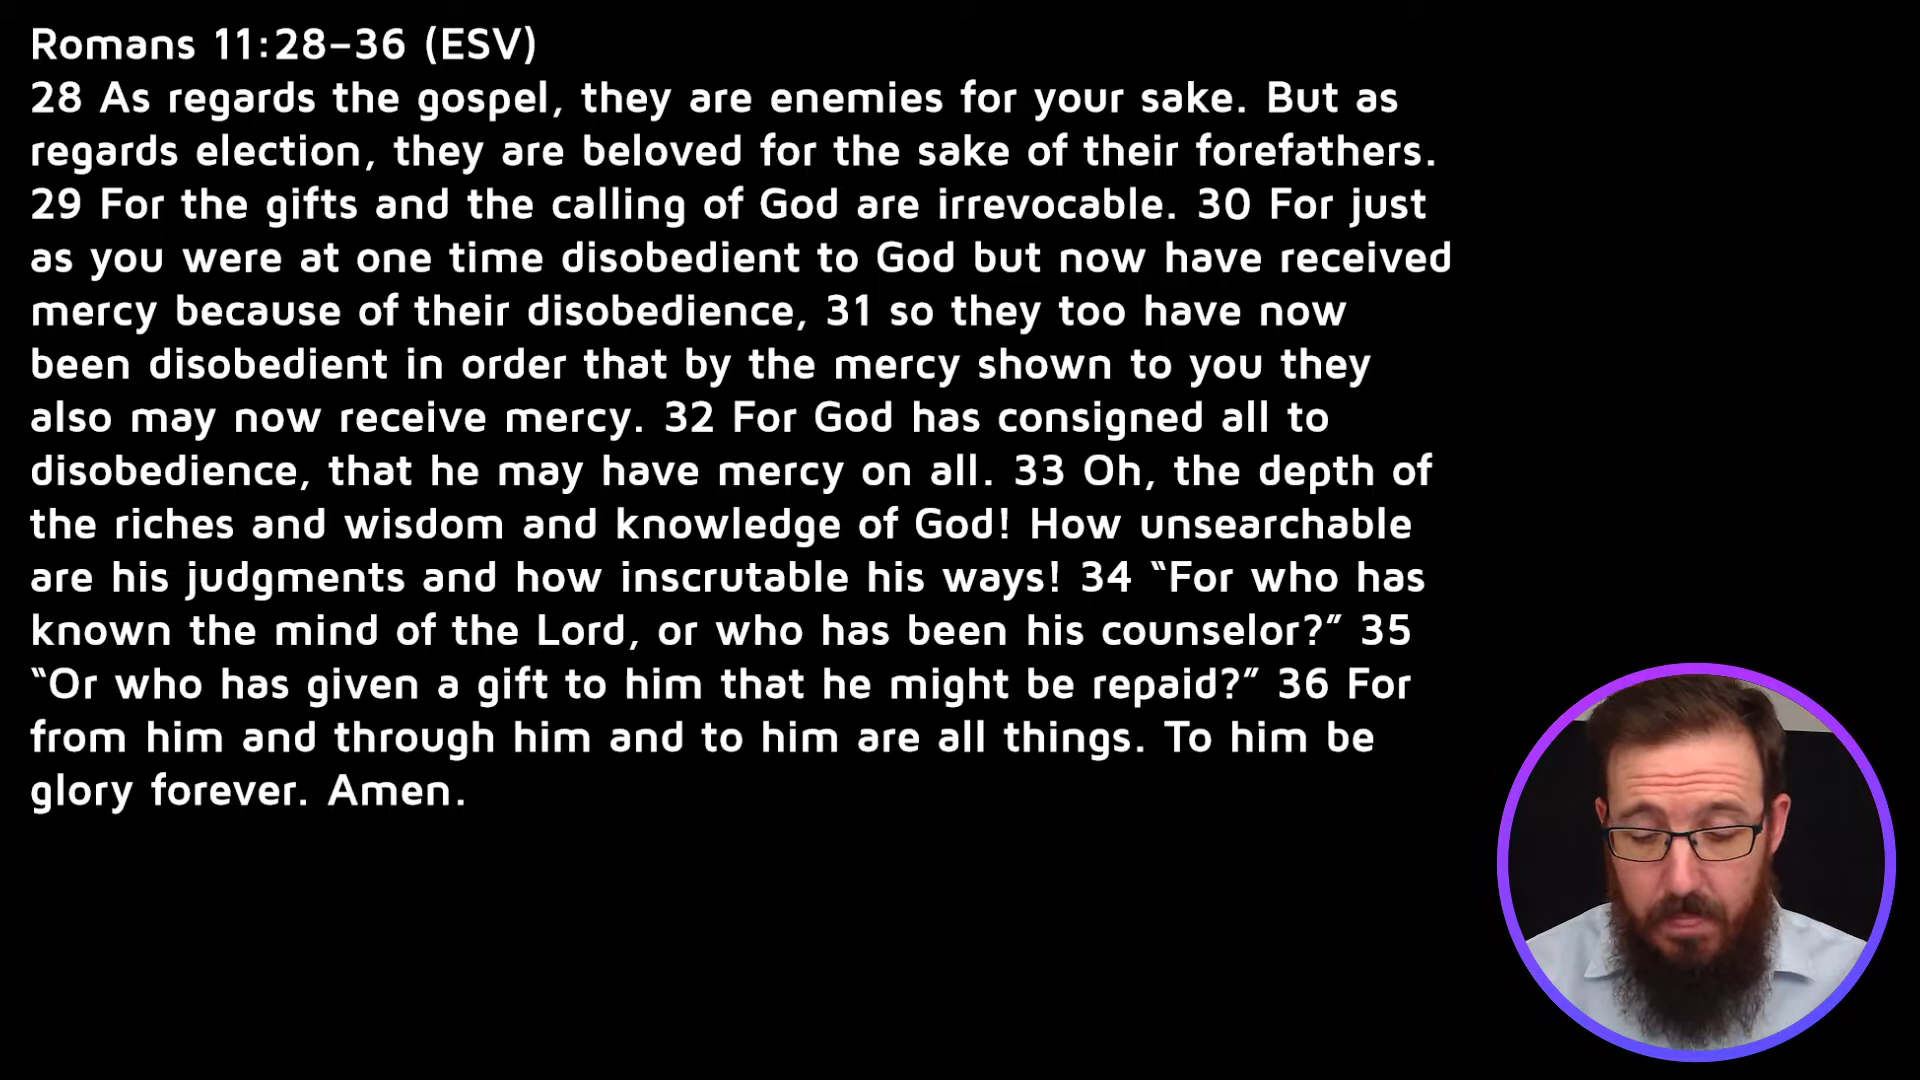 Romans 11:28–36 (ESV)
28 As regards the gospel, they are enemies for your sake. But as
regards election, they are beloved for the sake of their forefathers.
29 For the gifts and the calling of God are irrevocable. 30 For just
as you were at one time disobedient to God but now have received
mercy because of their disobedience, 31 so they too have now
been disobedient in order that by the mercy shown to you they
also may now receive mercy. 32 For God has consigned all to
disobedience, that he may have mercy on all. 33 Oh, the depth of
the riches and wisdom and knowledge of God! How unsearchable
are his judgments and how inscrutable his ways! 34 “For who has
known the mind of the Lord, or who has been his counselor?” 35
“Or who has given a gift to him that he might be repaid?” 36 For
from him and through him and to him are all things. To him be
glory forever. Amen.